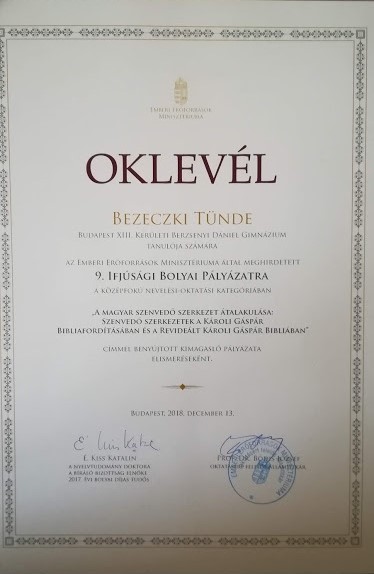 Emberi Erőforrások
Minisztériuma
OKLEVÉL
Bezeczki Tünde
Budapest XIII. Kerületi Berzsenyi Dániel Gimnázium
tanulója számára
az Emberi Erőforrások Minisztériuma által meghirdetett
9. Ifjúsági Bolyai Pályázatra
a középfokú nevelési-oktatási kategóriában
„A magyar szenvedő szerkezet átalakulása:
Szenvedő szerkezetek a Károli Gáspár
Bibliafordításában és a Revideált Károli Gáspár Bibliában"
címmel benyújtott kimagasló pályázata
elismeréseként.
Budapest, 2018. december 13.
É. Kiss Katalin
a nyelvtudomány doktora
a Bíráló Bizottság elnöke
2017. évi Bolyai díjas tudós
Prof. Dr. Bódis József
oktatásért felelős államtitkár